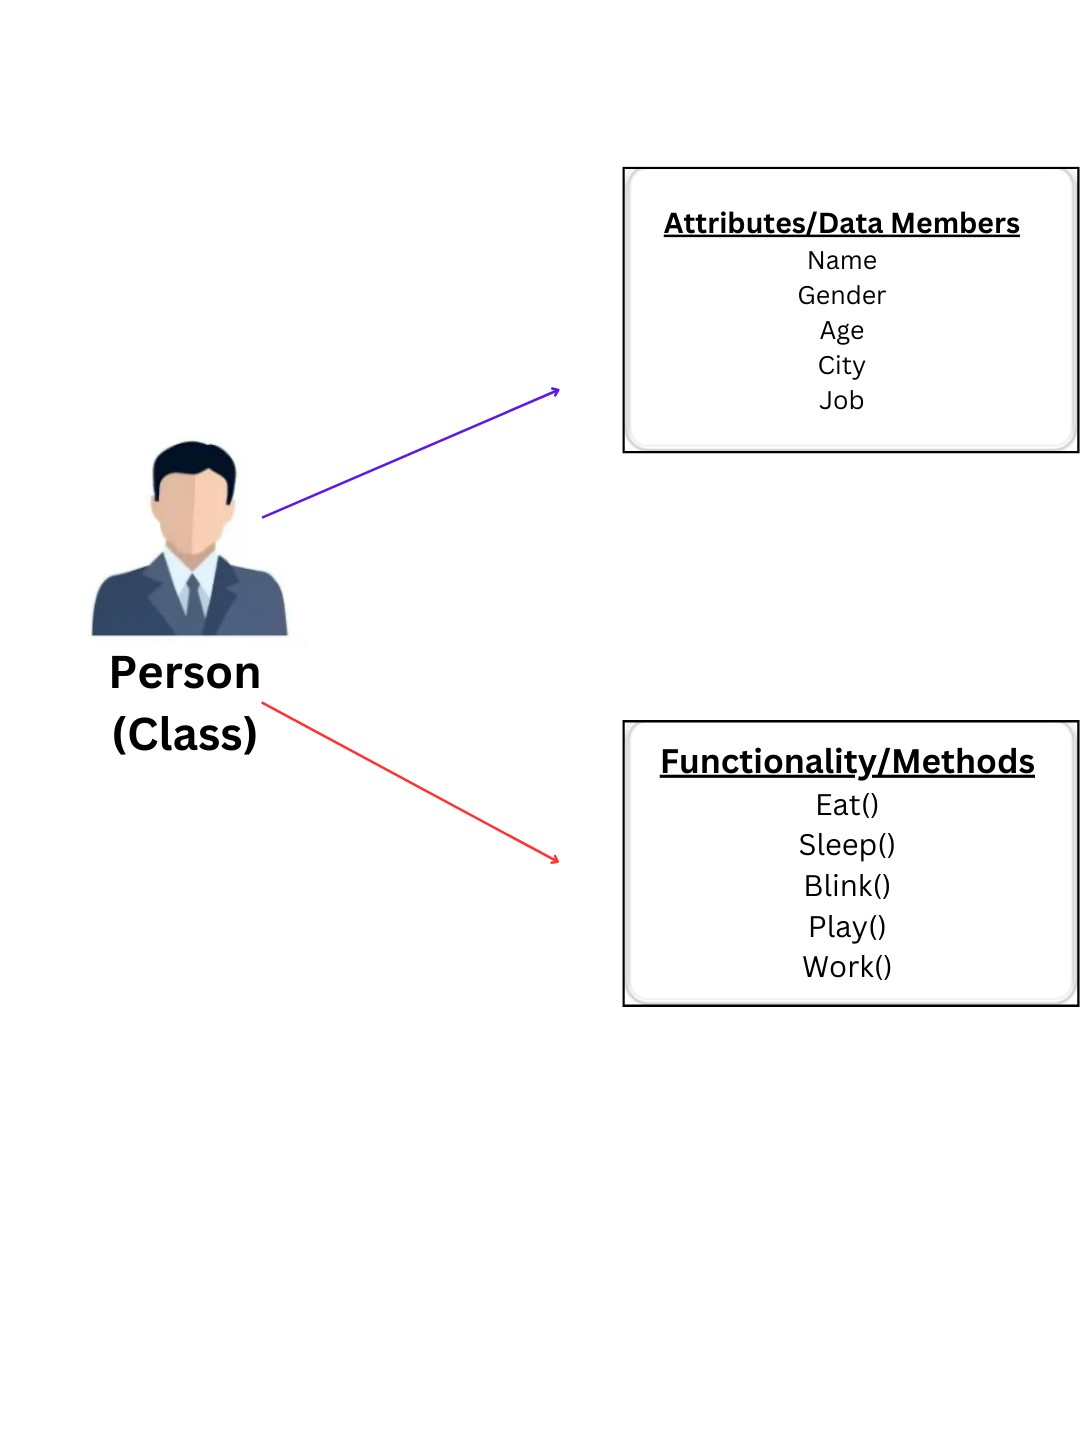 Person
(Class)
Attributes/Data Members
Name
Gender
Age
City
Job
Functionality/Methods
Eat()
Sleep()
Blink()
Play()
Work()